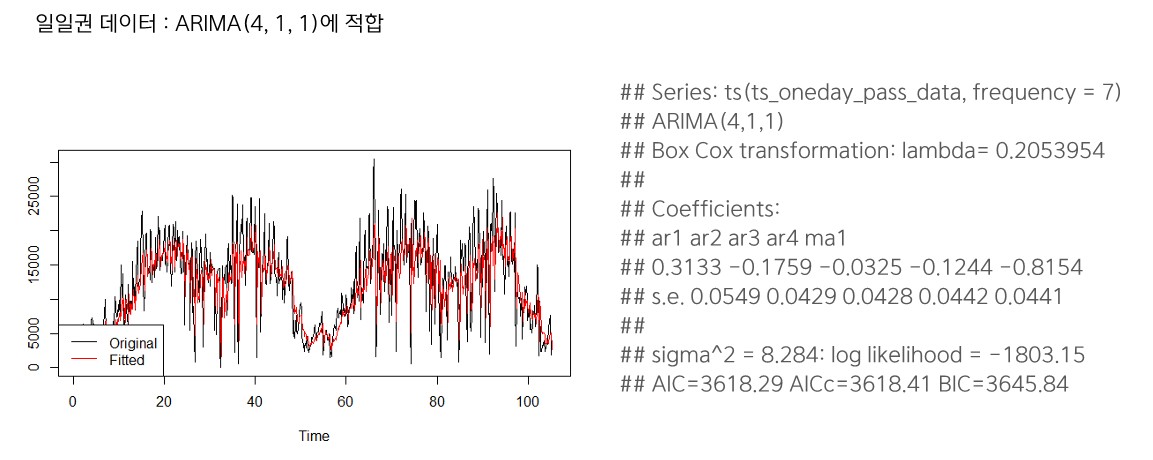 일일권 데이터 : ARIMA(4, 1, 1)에 적합
## Series: ts(ts_oneday_pass_data, frequency = 7)
## ARIMA(4,1,1)
## Box Cox transformation: lambda= 0.2053954
##
## Coefficients:
## ar1 ar2 ar3 ar4 ma1
## 0.3133 -0.1759 -0.0325 -0.1244 -0.8154
## s.e. 0.0549 0.0429 0.0428 0.0442 0.0441
##
## sigma^2 = 8.284: log likelihood = -1803.15
## AIC=3618.29 AICc=3618.41 BIC=3645.84
25000
15000
5000
0
Original
Fitted
0 20 40 60 80 100
Time